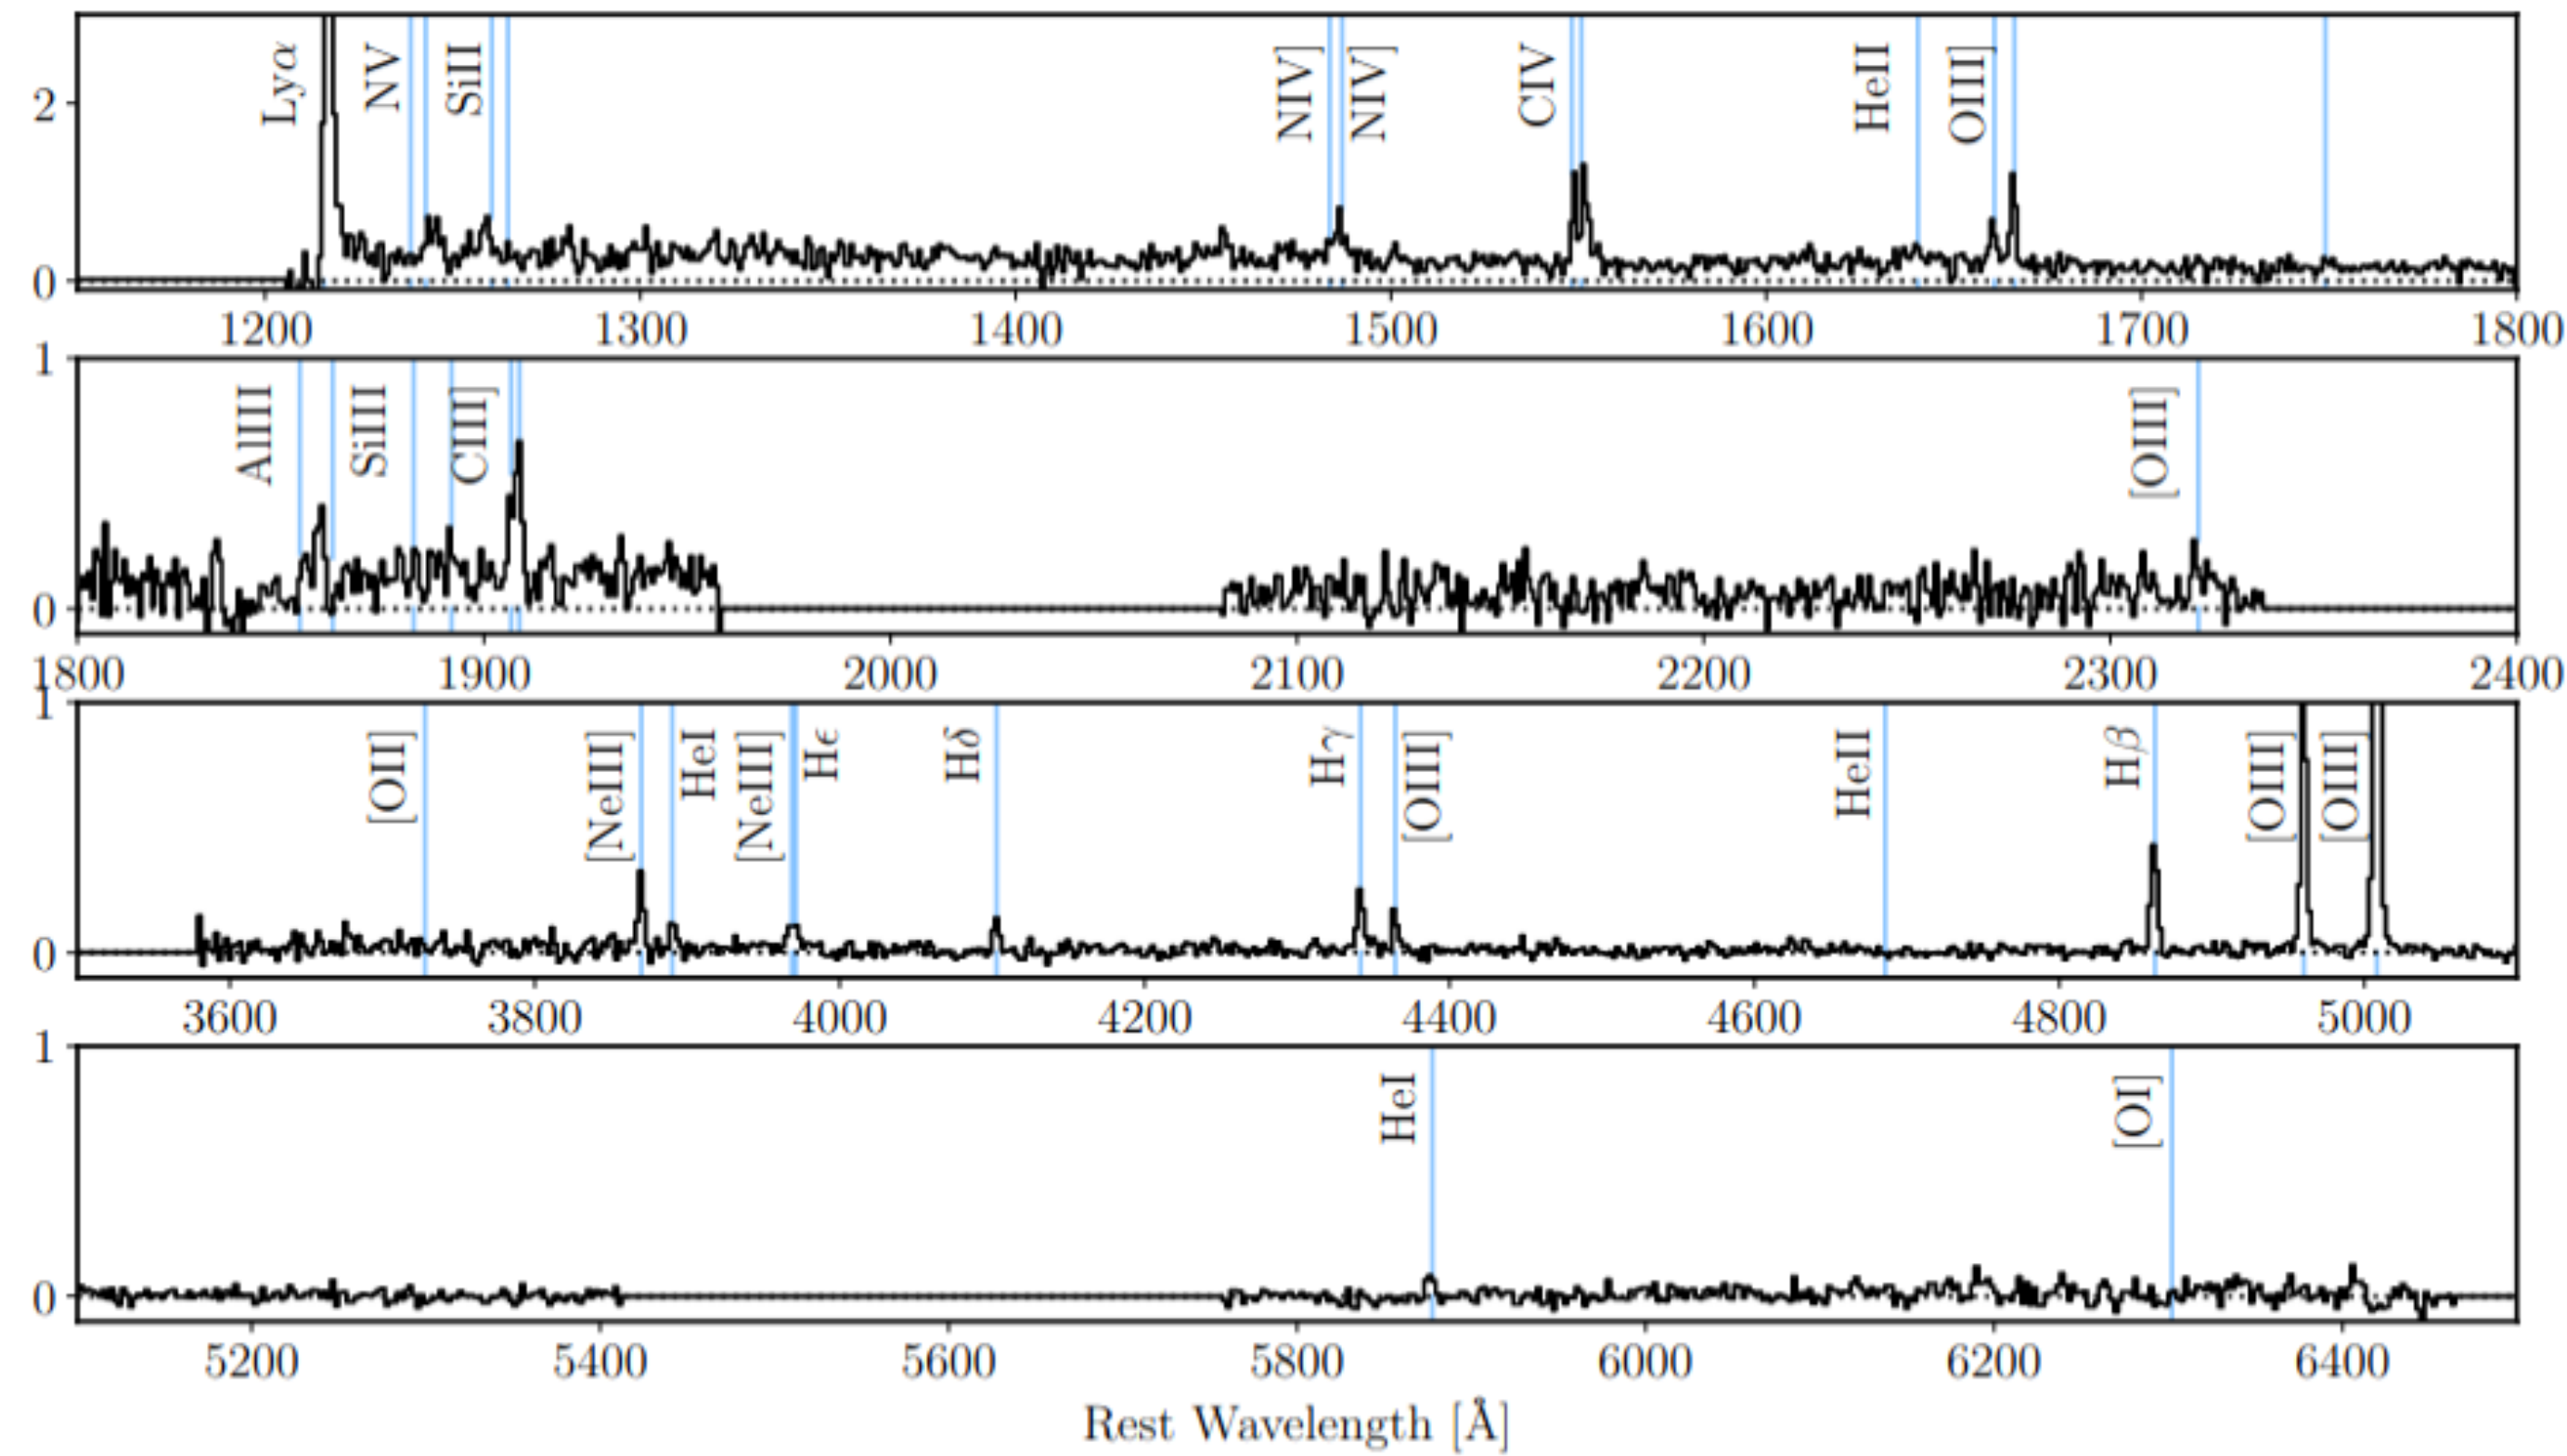 Lyα NV SiII NIV] NIV] CIV HeII OIII]
2
0
1200 1300 1400 1500 1600 1700 1800
1
AlIII SiIII CIII] [OIII]
0
1800 1900 2000 2100 2200 2300 2400
1
[OII] [NeIII] HeI [NeIII] Hϵ Hδ Hγ [OIII] HeII Hβ [OIII] [OIII]
0
3600 3800 4000 4200 4400 4600 4800 5000
1
HeI [OI]
0
5200 5400 5600 5800 6000 6200 6400
Rest Wavelength [Å]